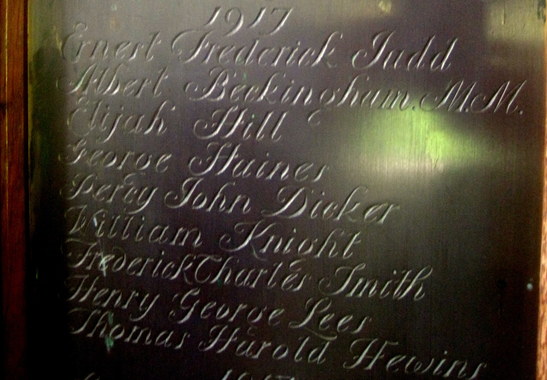 1917
Ernest Frederick Judd
Albert Beckingham. M.M.
Elijah Hill
George Haines
Percy John Dicker
William Knight
Frederick Charles Smith
Henry George Lees
Thomas Harold Hewins